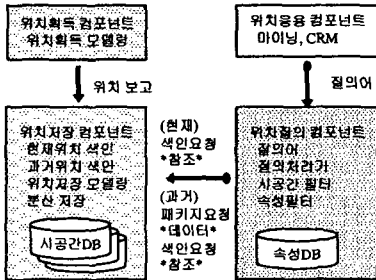 위치획득 컴포넌트
위치획득 모델링
위치 보고
위치저장 컴포넌트
현재위치 색인
과거위치 색인
위치저장 모델링
분산 저장
시공간DB
(현재)
색인요청
*참조*
(과거)
패키지요청
*데이터*
색인요청
*참조*
위치응용 컴포넌트
마이닝, CRM
질의어
위치질의 컴포넌트
질의어
질의처리기
시공간 필터
속성필터
속성DB